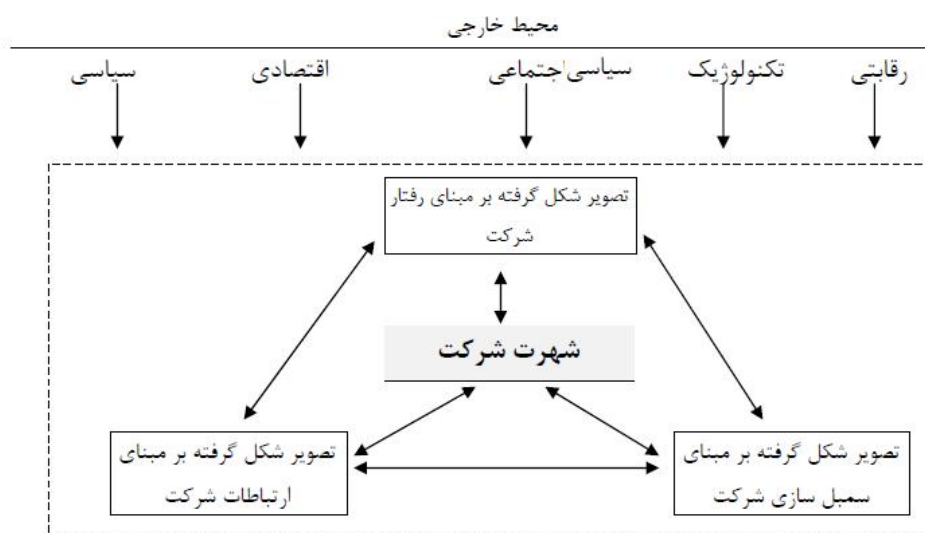 محیط خارجی
رقابتی تکنولوژیک سیاسی اجتماعی اقتصادی سیاسی
تصویر شکل گرفته بر مبنای رفتار
شرکت
شهرت شرکت
تصویر شکل گرفته بر مبنای
سمبل سازی شرکت
تصویر شکل گرفته بر مبنای
ارتباطات شرکت